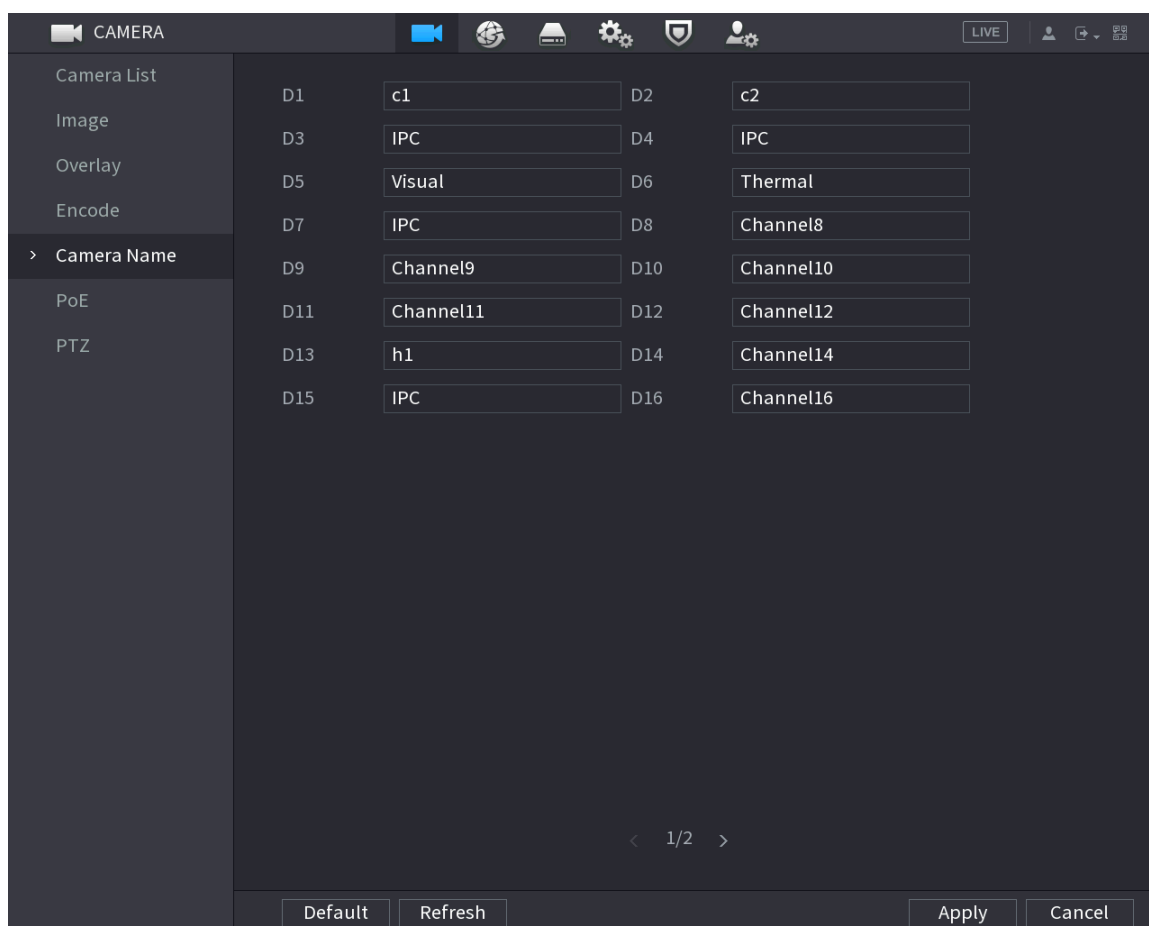 CAMERA LIVE
Camera List
Image
Overlay
Encode
> Camera Name
PoE
PTZ
D1 c1 D2 c2
D3 IPC D4 IPC
D5 Visual D6 Thermal
D7 IPC D8 Channel8
D9 Channel9 D10 Channel10
D11 Channel11 D12 Channel12
D13 h1 D14 Channel14
D15 IPC D16 Channel16
< 1/2 >
Default Refresh Apply Cancel